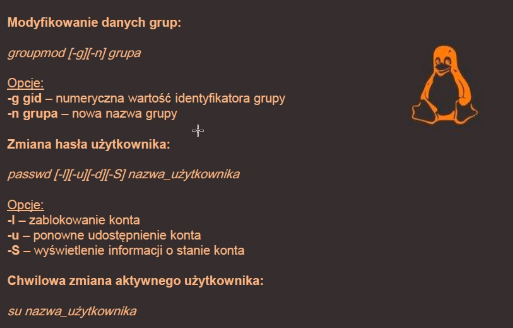 Modyfikowanie danych grup:
groupmod [-g][-n] grupa
Opcje:
-g gid – numeryczna wartość identyfikatora grupy
-n grupa – nowa nazwa grupy
Zmiana hasła użytkownika:
passwd [-l][-u][-d][-S] nazwa_użytkownika
Opcje:
-l – zablokowanie konta
-u – ponowne udostępnienie konta
-S – wyświetlenie informacji o stanie konta
Chwilowa zmiana aktywnego użytkownika:
su nazwa_użytkownika